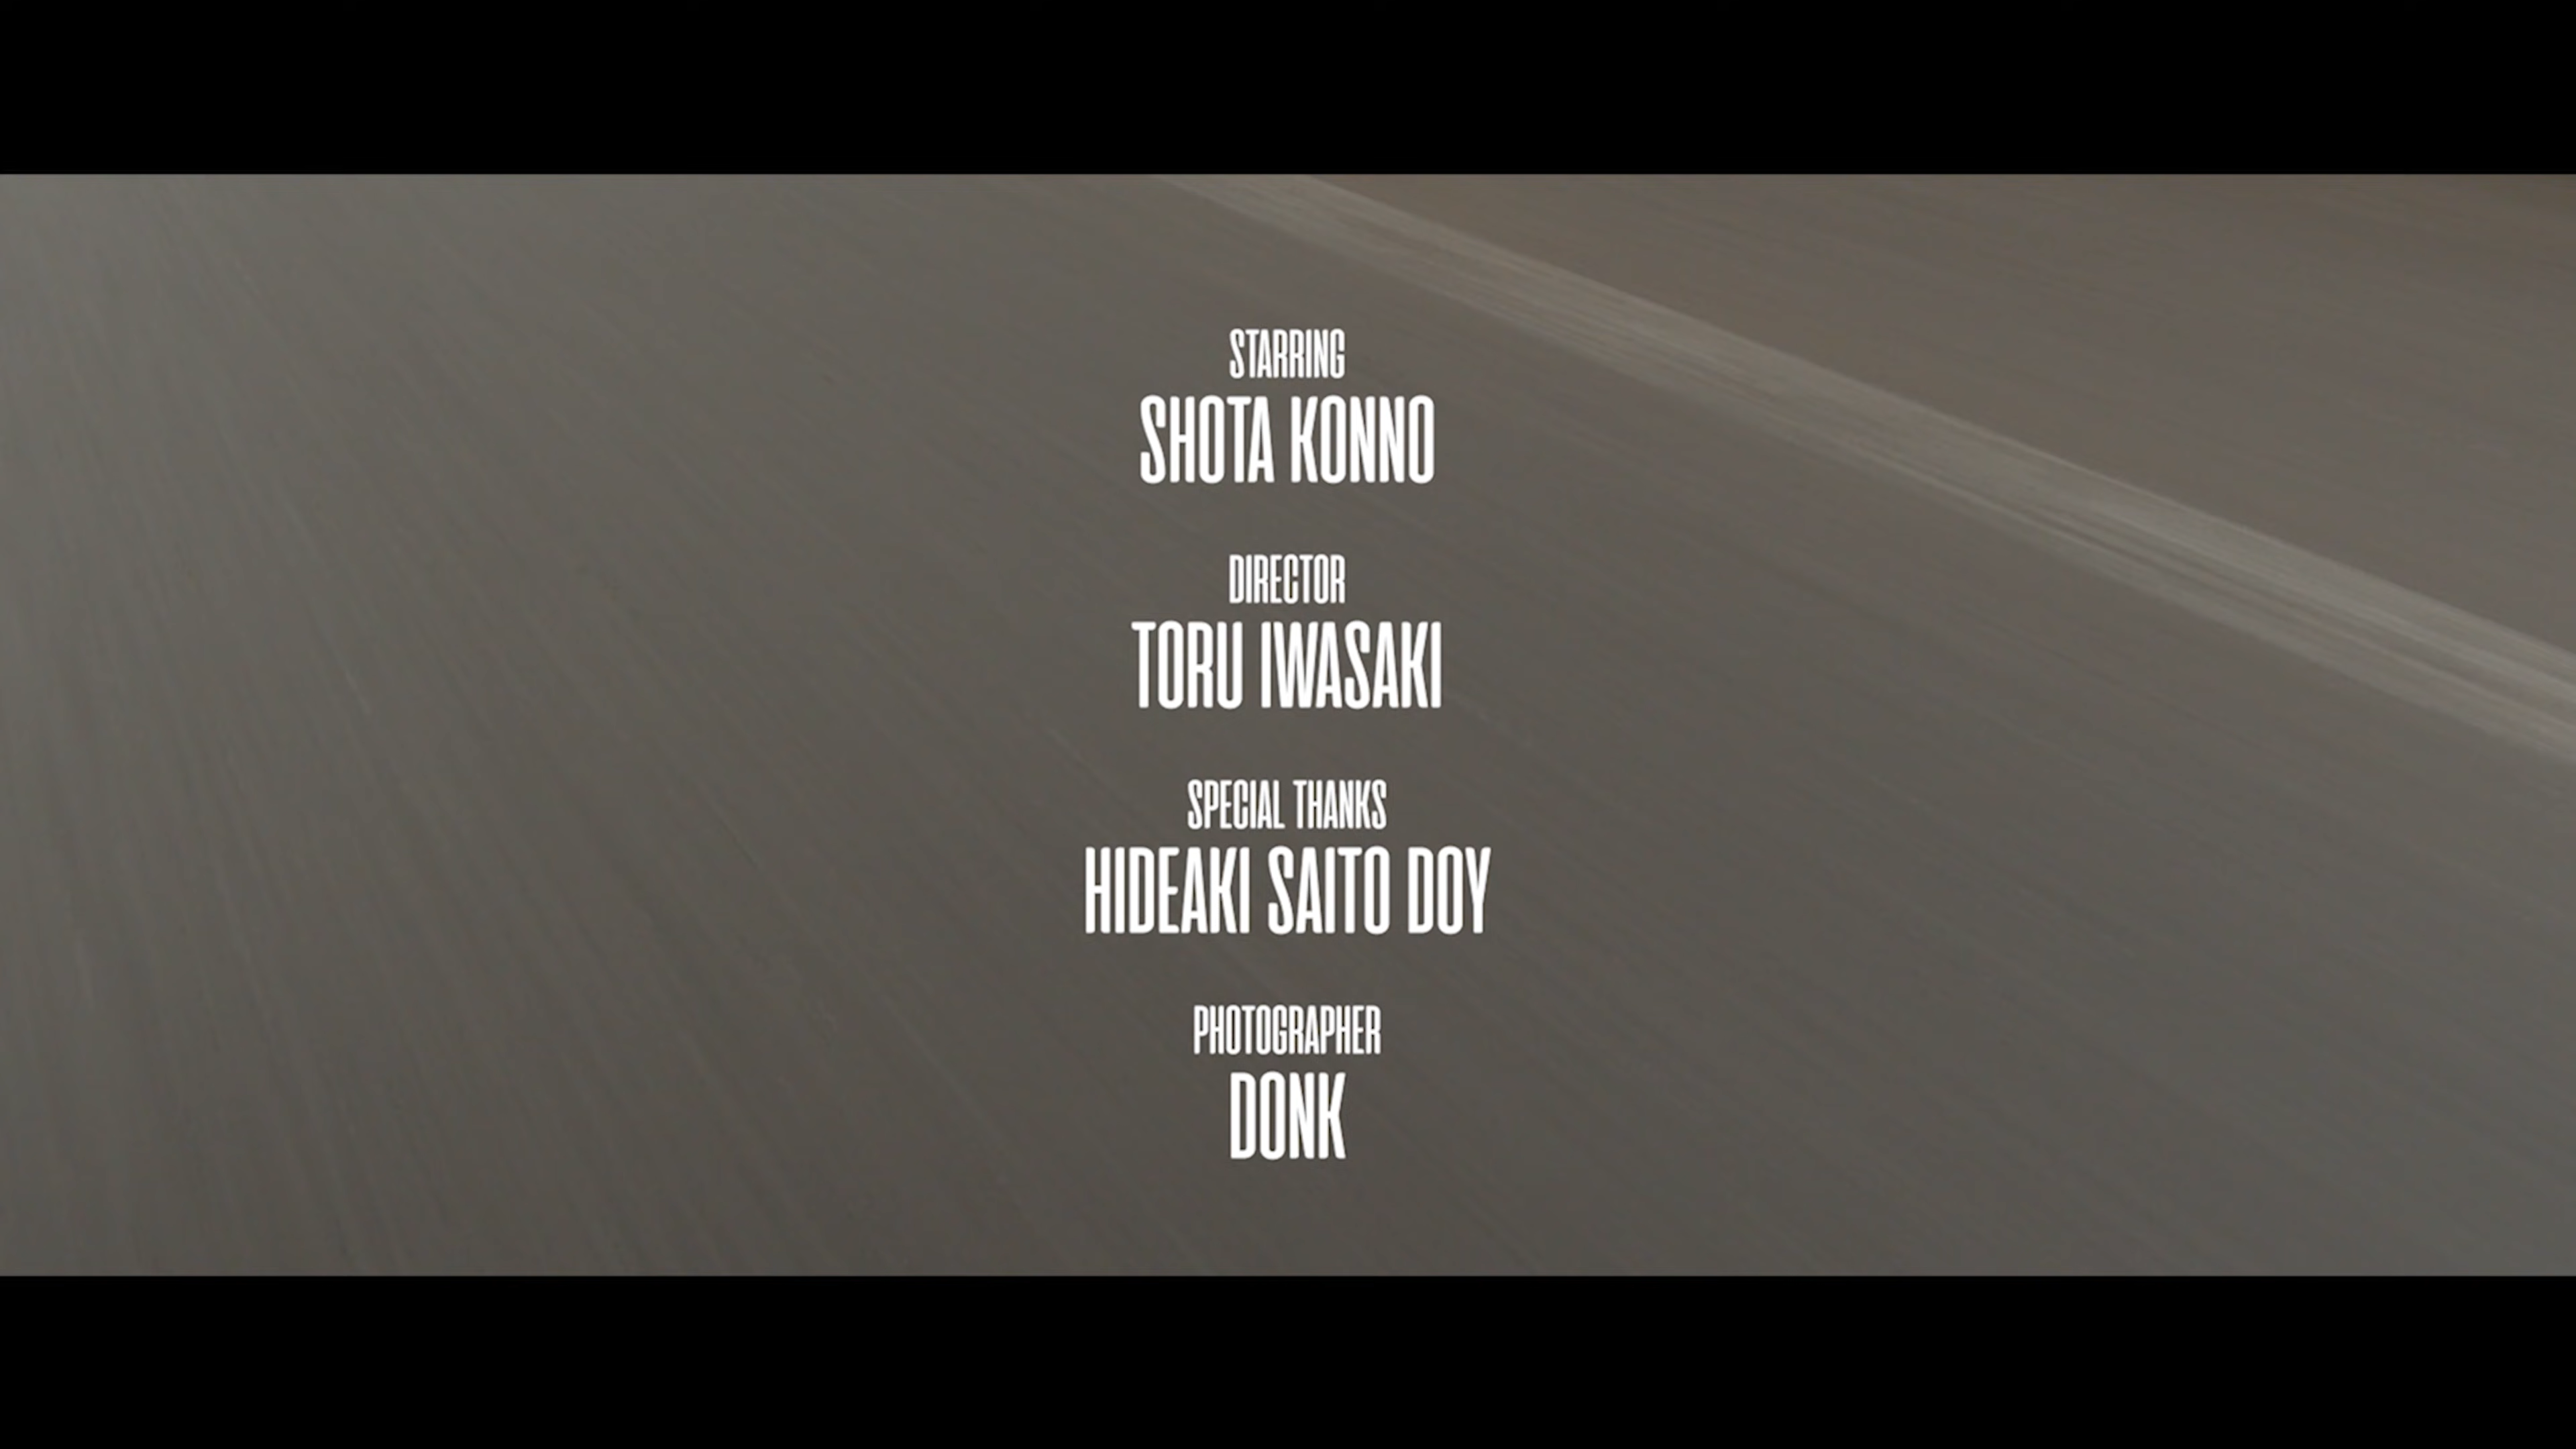 STARRING
SHOTA KONNO
DIRECTOR
TORU IWASAKI
SPECIAL THANKS
HIDEAKI SAITO DOY
PHOTOGRAPHER
DONK